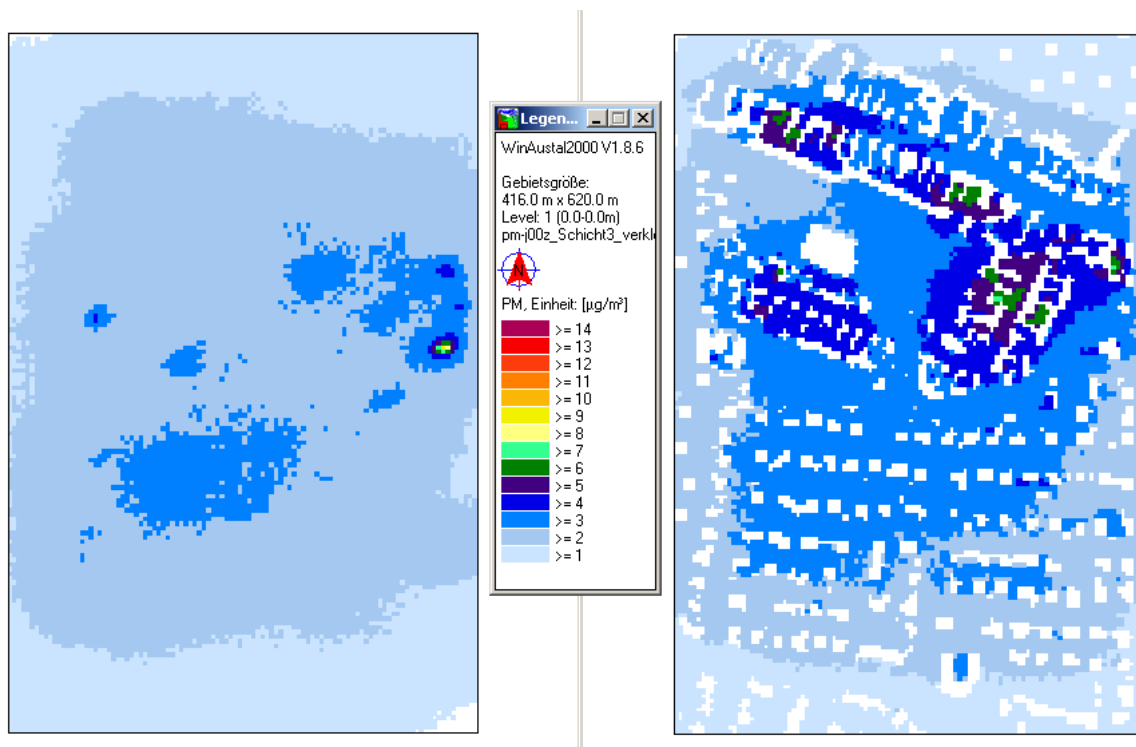 Legen...
WinAustal2000 V1.8.6
Gebietsgröße:
416.0 m x 620.0 m
Level: 1 (0.0-0.0m)
pm-j00z_Schicht3_verkle
N
PM, Einheit: [µg/m³]
>= 14
>= 13
>= 12
>= 11
>= 10
>= 9
>= 8
>= 7
>= 6
>= 5
>= 4
>= 3
>= 2
>= 1